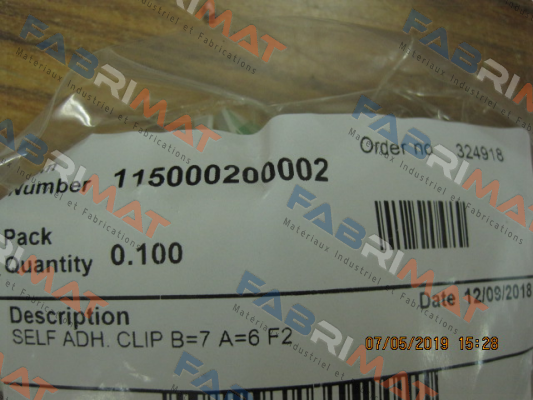 Order no. 324918
Number 115000200002
Pack
Quantity 0.100
Date 12/09/2018
Description
SELF ADH. CLIP B=7 A=6 F2
07/05/2019 15:28
FABRIMAT
Materiaux Industriel et Fabrications